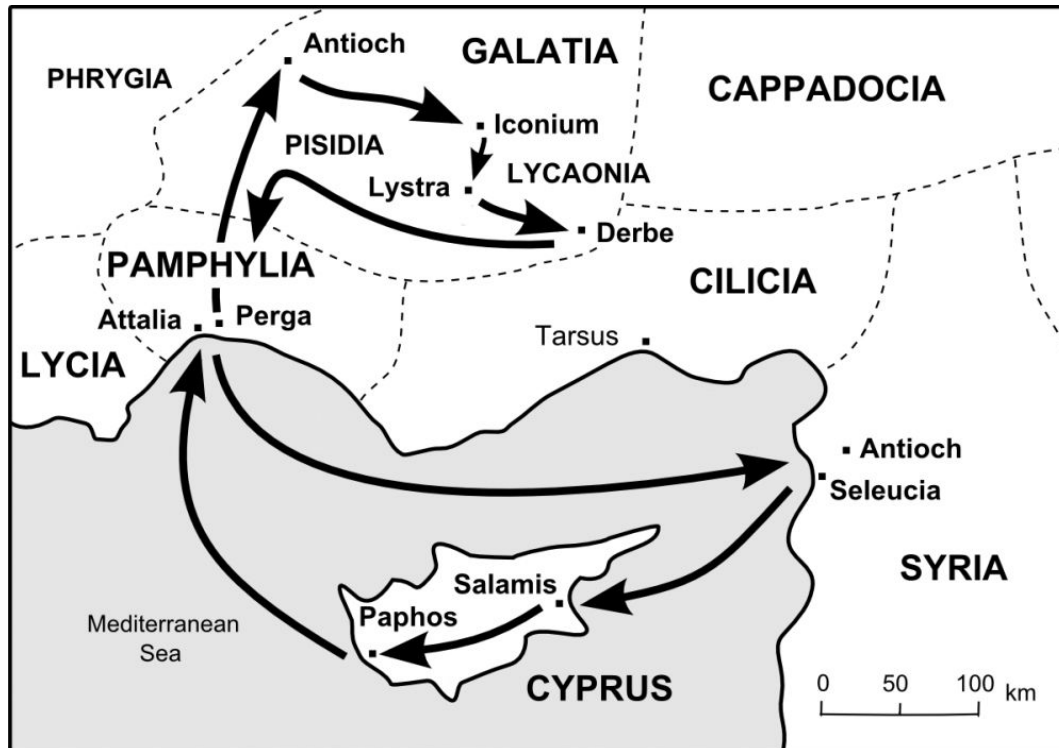 Antioch
GALATIA
PHRYGIA
CAPPADOCIA
Iconium
PISIDIA
LYCAONIA
Lystra
Derbe
PAMPHYLIA
CILICIA
Attalia
Perga
Tarsus
LYCIA
Antioch
Seleucia
SYRIA
Salamis
Paphos
Mediterranean
Sea
CYPRUS
0 50 100 km